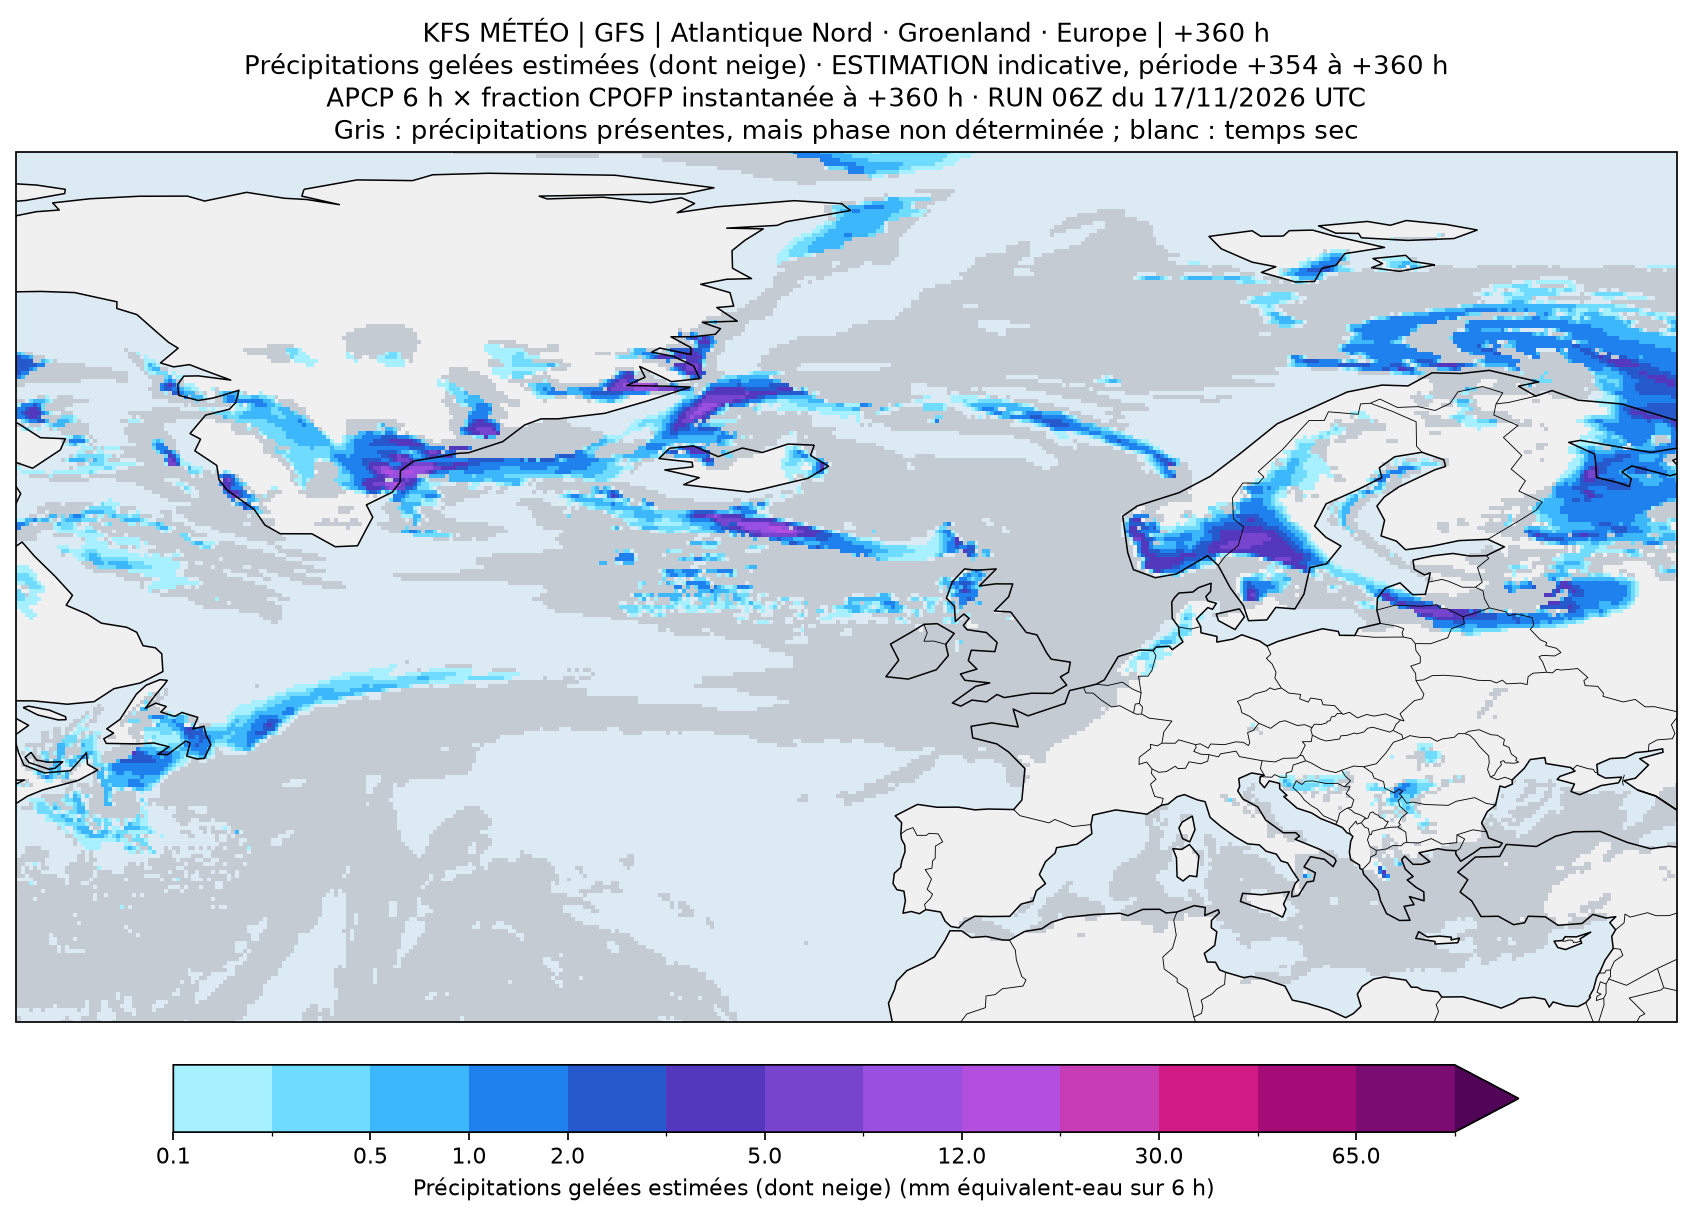 KFS MÉTÉO | GFS | Atlantique Nord · Groenland · Europe | +360 h
Précipitations gelées estimées (dont neige) · ESTIMATION indicative, période +354 à +360 h
APCP 6 h × fraction CPOFP instantanée à +360 h · RUN 06Z du 17/11/2026 UTC
Gris : précipitations présentes, mais phase non déterminée ; blanc : temps sec
0.1 0.5 1.0 2.0 5.0 12.0 30.0 65.0
Précipitations gelées estimées (dont neige) (mm équivalent-eau sur 6 h)